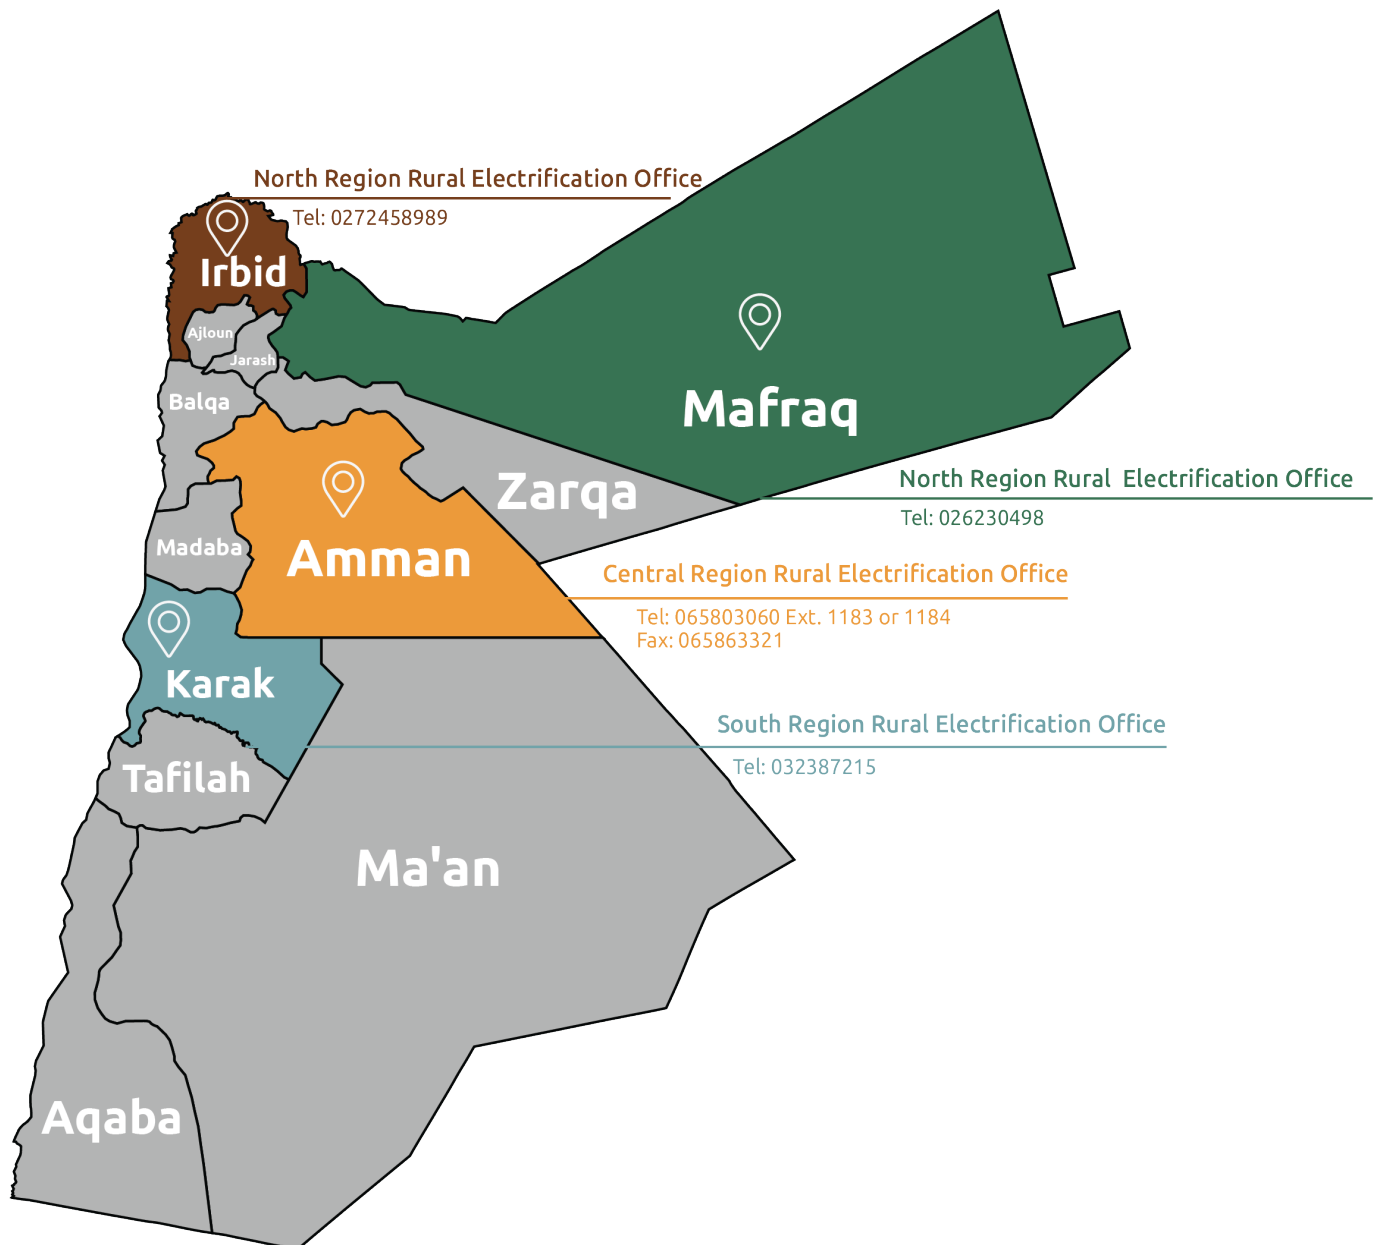 North Region Rural Electrification Office
Tel: 0272458989
Irbid
Ajloun
Jarash
Balqa
Mafraq
Zarqa
North Region Rural  Electrification Office
Tel: 026230498
Madaba
Amman
Central Region Rural Electrification Office
Tel: 065803060 Ext. 1183 or 1184
Fax: 065863321
Karak
South Region Rural Electrification Office
Tel: 032387215
Tafilah
Ma'an
Aqaba